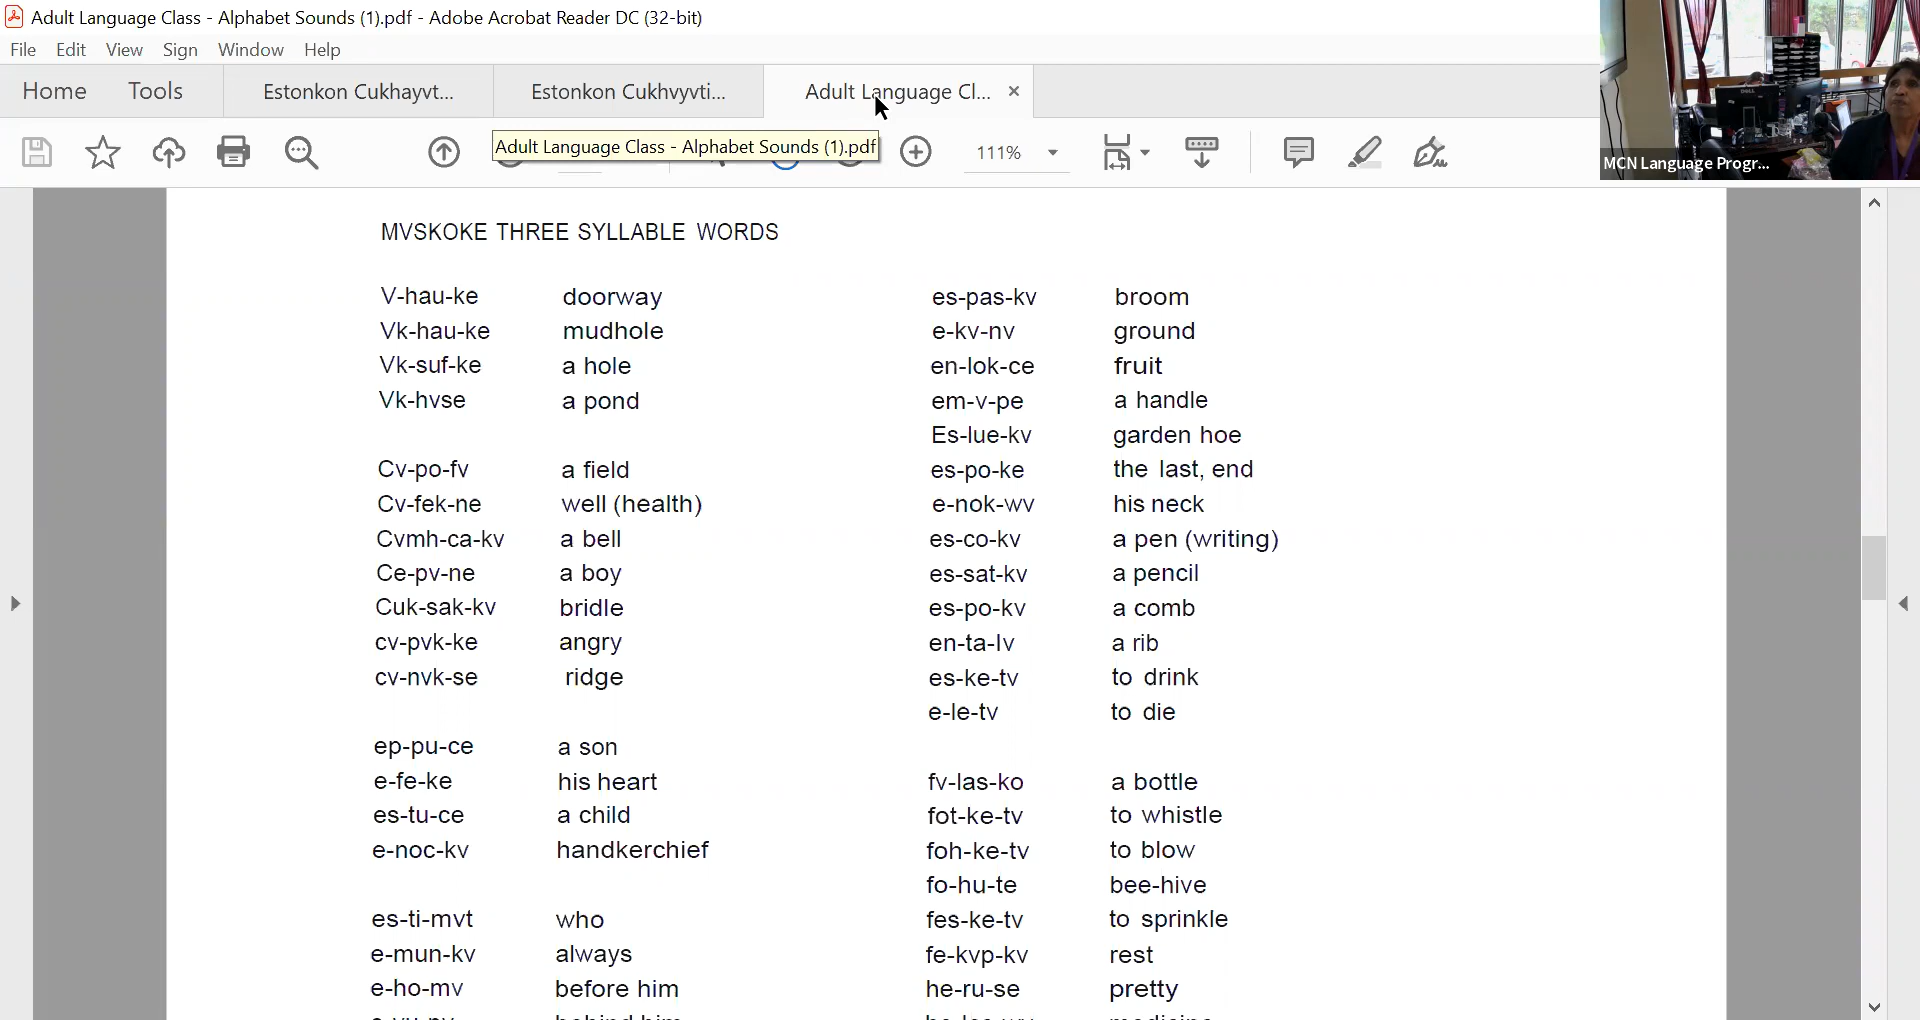 Adult Language Class - Alphabet Sounds (1).pdf - Adobe Acrobat Reader DC (32-bit)
File Edit View Sign Window Help
Home Tools Estonkon Cukhayvt... Estonkon Cukhvyvti... Adult Language Cl...
Adult Language Class - Alphabet Sounds (1).pdf
111%
MCN Language Progr...
DELL
MVSKOKE THREE SYLLABLE WORDS
V-hau-ke doorway
Vk-hau-ke mudhole
Vk-suf-ke a hole
Vk-hvse a pond
Cv-po-fv a field
Cv-fek-ne well (health)
Cvmh-ca-kv a bell
Ce-pv-ne a boy
Cuk-sak-kv bridle
cv-pvk-ke angry
cv-nvk-se ridge
ep-pu-ce a son
e-fe-ke his heart
es-tu-ce a child
e-noc-kv handkerchief
es-ti-mvt who
e-mun-kv always
e-ho-mv before him
es-pas-kv broom
e-kv-nv ground
en-lok-ce fruit
em-v-pe a handle
Es-lue-kv garden hoe
es-po-ke the last, end
e-nok-wv his neck
es-co-kv a pen (writing)
es-sat-kv a pencil
es-po-kv a comb
en-ta-lv a rib
es-ke-tv to drink
e-le-tv to die
fv-las-ko a bottle
fot-ke-tv to whistle
foh-ke-tv to blow
fo-hu-te bee-hive
fes-ke-tv to sprinkle
fe-kvp-kv rest
he-ru-se pretty